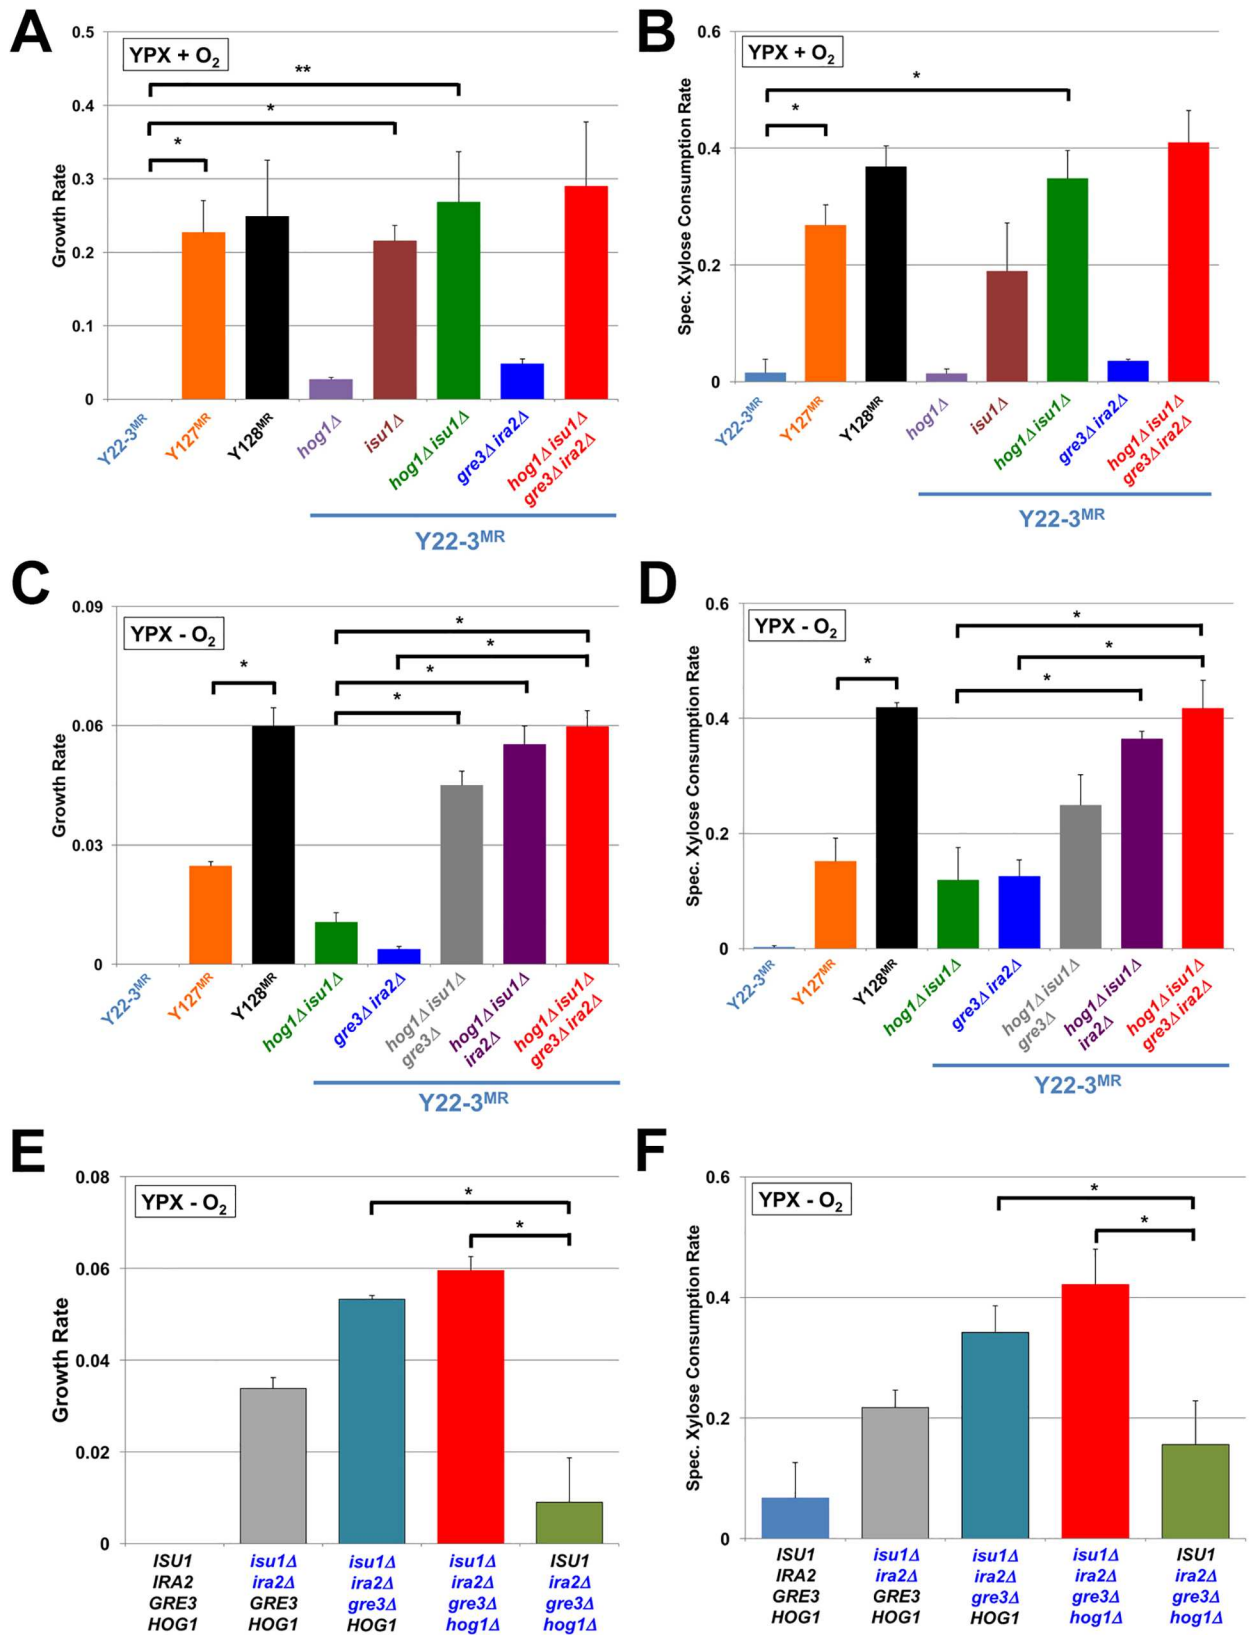 A
YPX + O₂
Growth Rate
0.5
0.4
0.3
0.2
0.1
0
**
*
*
Y22-3ᴹᴿ
Y127ᴹᴿ
Y128ᴹᴿ
hog1Δ
isu1Δ
hog1Δ isu1Δ
gre3Δ ira2Δ
hog1Δ isu1Δ
gre3Δ ira2Δ
Y22-3ᴹᴿ
B
YPX + O₂
Spec. Xylose Consumption Rate
0.6
0.4
0.2
0
*
*
Y22-3ᴹᴿ
Y127ᴹᴿ
Y128ᴹᴿ
hog1Δ
isu1Δ
hog1Δ isu1Δ
gre3Δ ira2Δ
hog1Δ isu1Δ
gre3Δ ira2Δ
Y22-3ᴹᴿ
C
YPX - O₂
Growth Rate
0.09
0.06
0.03
0
*
*
*
*
*
Y22-3ᴹᴿ
Y127ᴹᴿ
Y128ᴹᴿ
hog1Δ isu1Δ
gre3Δ ira2Δ
hog1Δ isu1Δ
gre3Δ
hog1Δ isu1Δ
ira2Δ
hog1Δ isu1Δ
gre3Δ ira2Δ
Y22-3ᴹᴿ
D
YPX - O₂
Spec. Xylose Consumption Rate
0.6
0.4
0.2
0
*
*
*
*
Y22-3ᴹᴿ
Y127ᴹᴿ
Y128ᴹᴿ
hog1Δ isu1Δ
gre3Δ ira2Δ
hog1Δ isu1Δ
gre3Δ
hog1Δ isu1Δ
ira2Δ
hog1Δ isu1Δ
gre3Δ ira2Δ
Y22-3ᴹᴿ
E
YPX - O₂
Growth Rate
0.08
0.06
0.04
0.02
0
*
*
ISU1 isu1Δ isu1Δ isu1Δ ISU1
IRA2 ira2Δ ira2Δ ira2Δ ira2Δ
GRE3 GRE3 gre3Δ gre3Δ gre3Δ
HOG1 HOG1 HOG1 hog1Δ hog1Δ
F
YPX - O₂
Spec. Xylose Consumption Rate
0.6
0.4
0.2
0
*
*
ISU1 isu1Δ isu1Δ isu1Δ ISU1
IRA2 ira2Δ ira2Δ ira2Δ ira2Δ
GRE3 GRE3 gre3Δ gre3Δ gre3Δ
HOG1 HOG1 HOG1 hog1Δ hog1Δ